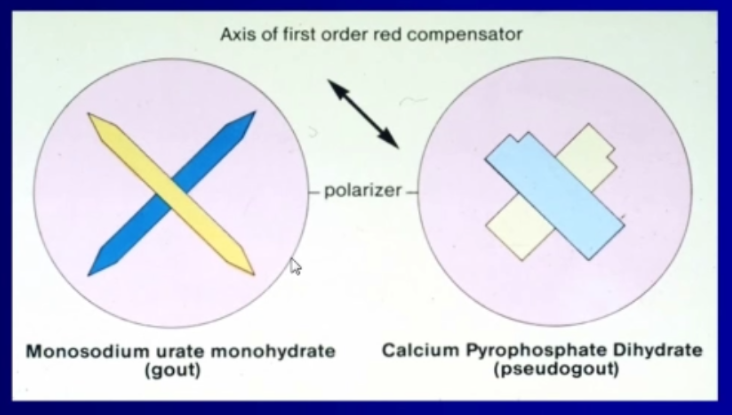 Axis of first order red compensator
polarizer
Monosodium urate monohydrate
(gout)
Calcium Pyrophosphate Dihydrate
(pseudogout)